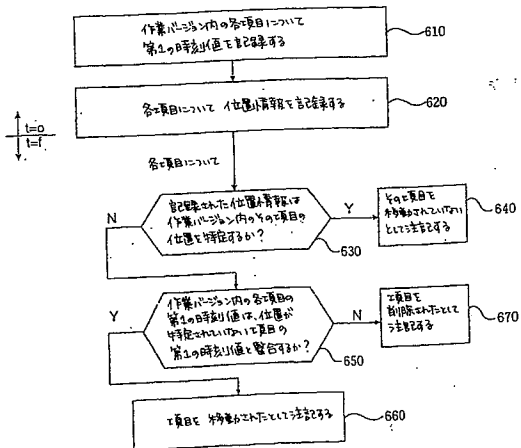 作業バージョン内の各項目について
第1の時刻値を記録する
610
各項目について位置情報を記録する
620
t=0
t=f
各項目について
記録された位置情報は
作業バージョン内のその項目の
位置を特定するか?
N
Y
630
その項目を
移動されていない
として注記する
640
作業バージョン内の各項目の
第1の時刻値は、位置が
特定されていない項目の
第1の時刻値と整合するか?
Y
N
650
項目を
削除されたとして
注記する
670
項目を移動されたとして注記する
660